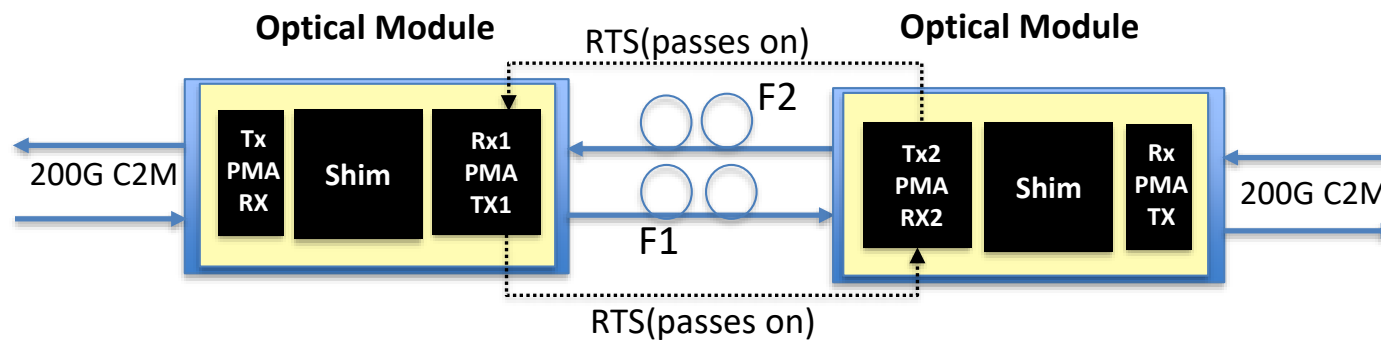 Optical Module
Optical Module
RTS(passes on)
F2
Tx
PMA
RX
Shim
Rx1
PMA
TX1
Tx2
PMA
RX2
Shim
Rx
PMA
TX
200G C2M
200G C2M
F1
RTS(passes on)